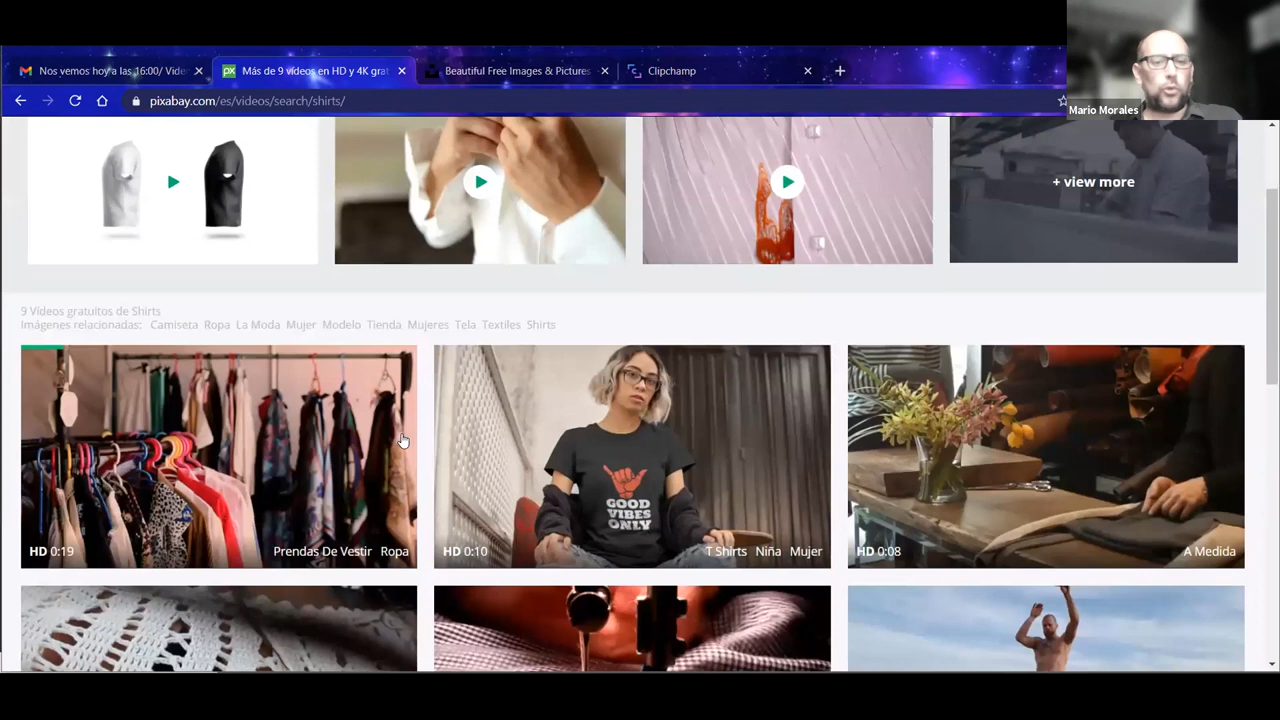 Nos vemos hoy a las 16:00/ Vide
px Más de 9 vídeos en HD y 4K grat
Beautiful Free Images & Pictures
Clipchamp
pixabay.com/es/videos/search/shirts/
Mario Morales
+ view more
9 Vídeos gratuitos de Shirts
Imágenes relacionadas: Camiseta Ropa La Moda Mujer Modelo Tienda Mujeres Tela Textiles Shirts
GOOD
VIBES
ONLY
HD 0:19 Prendas De Vestir Ropa
HD 0:10 T Shirts Niña Mujer
HD 0:08 A Medida